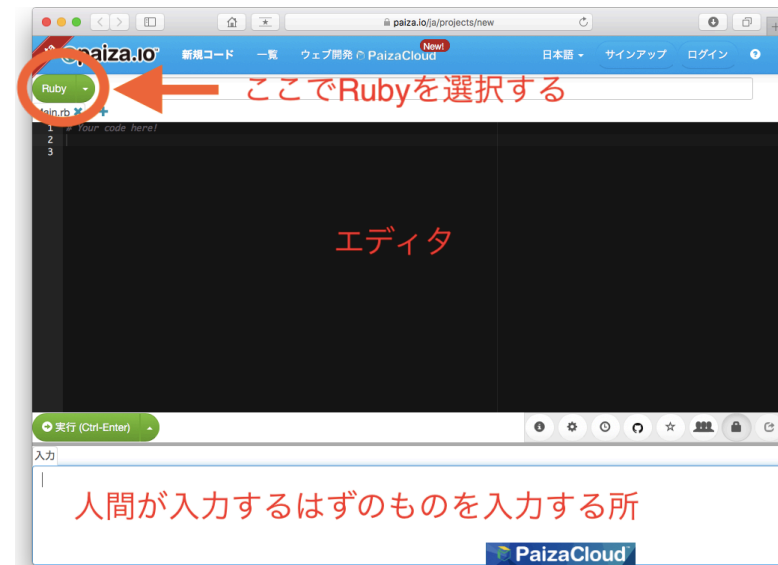 paiza.io/ja/projects/new
paiza.io
新規コード
一覧
ウェブ開発 PaizaCloud
New!
日本語
サインアップ
ログイン
Ruby
ここでRubyを選択する
Main.rb
1 # Your code here!
2
3
エディタ
実行 (Ctrl-Enter)
入力
人間が入力するはずのものを入力する所
PaizaCloud